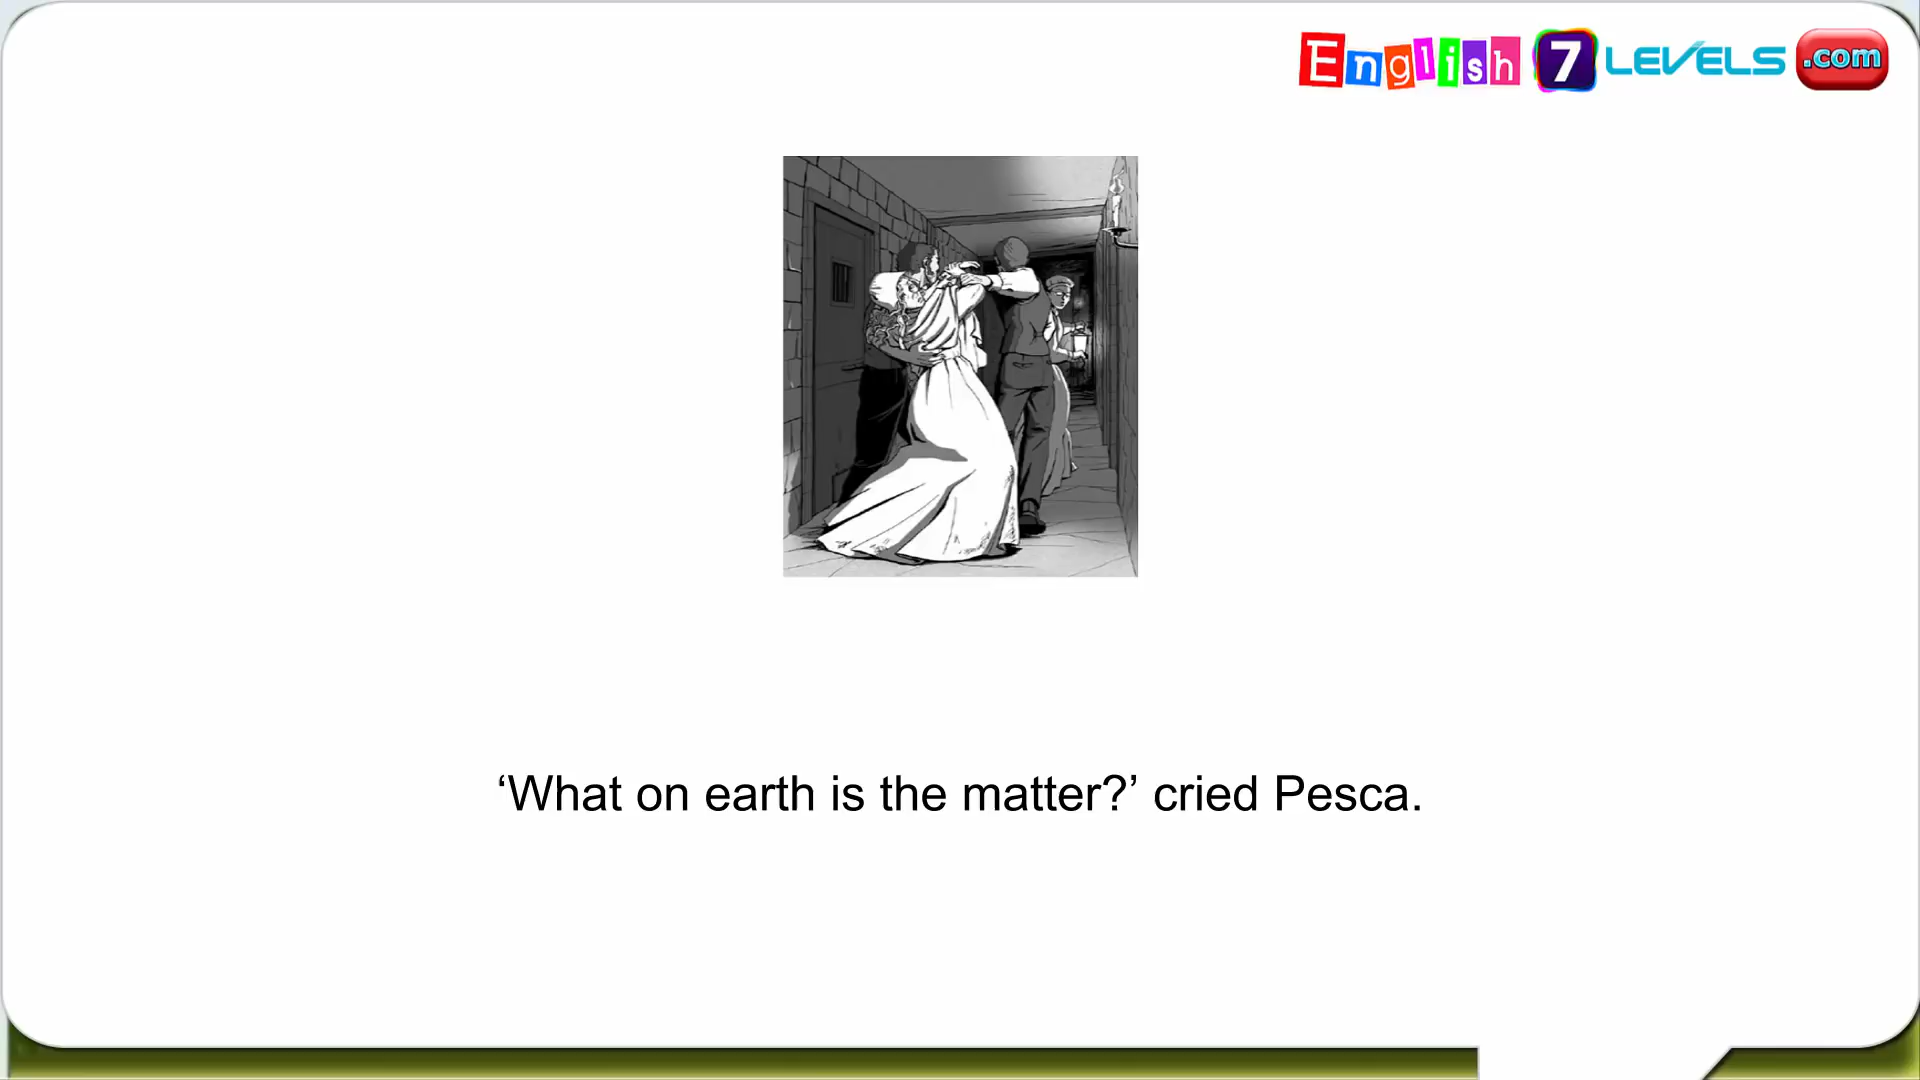 English 7 LEVELS .com
‘What on earth is the matter?’ cried Pesca.